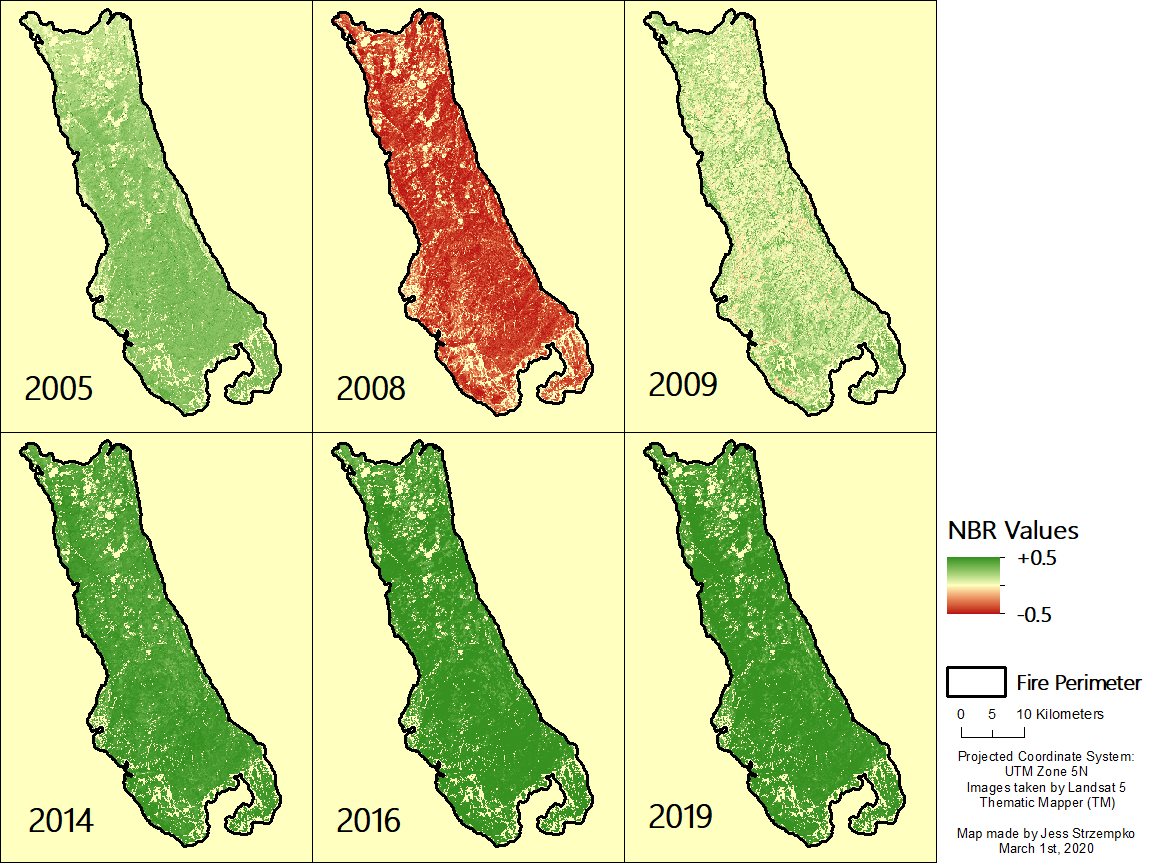 2005
2008
2009
2014
2016
2019
NBR Values
+0.5
-0.5
Fire Perimeter
0 5 10 Kilometers
Projected Coordinate System:
UTM Zone 5N
Images taken by Landsat 5
Thematic Mapper (TM)
Map made by Jess Strzempko
March 1st, 2020